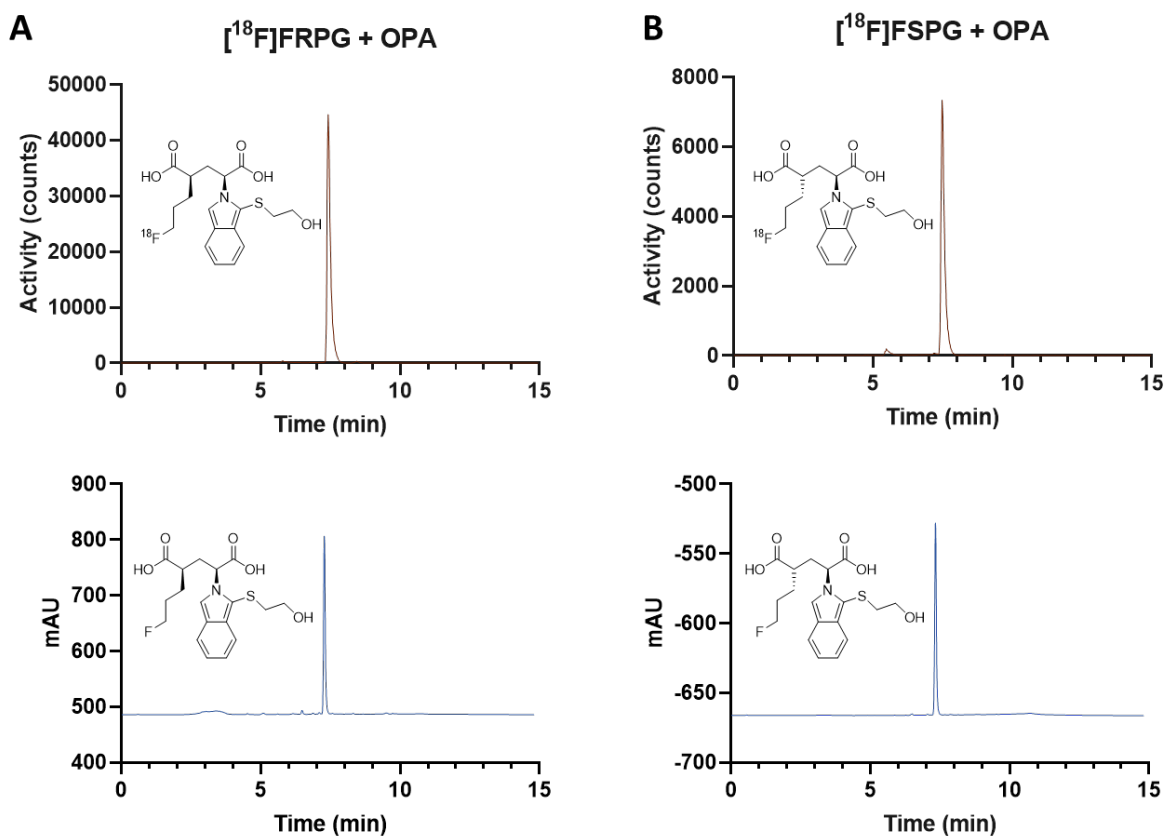 A
[¹⁸F]FRPG + OPA
Activity (counts)
50000
40000
30000
20000
10000
0
0 5 10 15
Time (min)
O O
HO OH
N S
OH
¹⁸F
B
[¹⁸F]FSPG + OPA
Activity (counts)
8000
6000
4000
2000
0
0 5 10 15
Time (min)
O O
HO OH
N S
OH
¹⁸F
mAU
900
800
700
600
500
400
0 5 10 15
Time (min)
O O
HO OH
N S
OH
F
mAU
-500
-550
-600
-650
-700
0 5 10 15
Time (min)
O O
HO OH
N S
OH
F